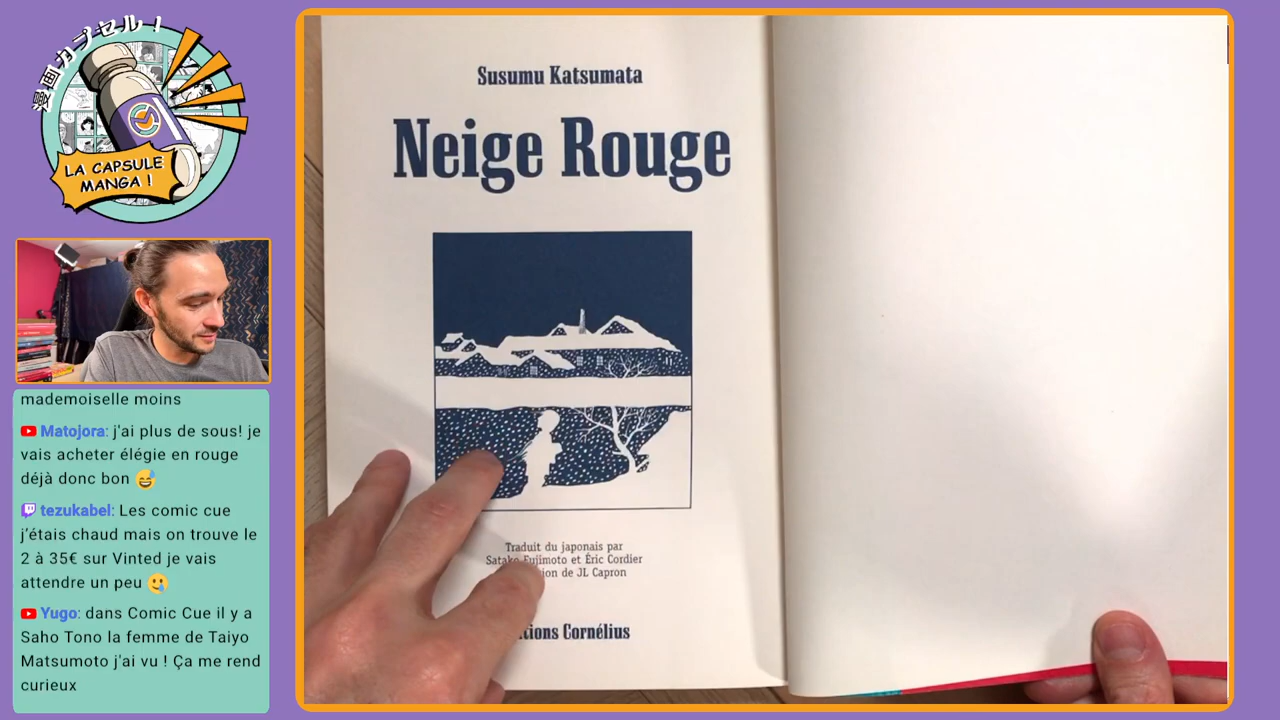 漫画カプセル！
LA CAPSULE
MANGA !
mademoiselle moins
Matojora: j'ai plus de sous! je
vais acheter élégie en rouge
déjà donc bon
tezukabel: Les comic cue
j'étais chaud mais on trouve le
2 à 35€ sur Vinted je vais
attendre un peu
Yugo: dans Comic Cue il y a
Saho Tono la femme de Taiyo
Matsumoto j'ai vu ! Ça me rend
curieux
Susumu Katsumata
Neige Rouge
Traduit du japonais par
Satako Fujimoto et Éric Cordier
de JL Capron
Cornélius